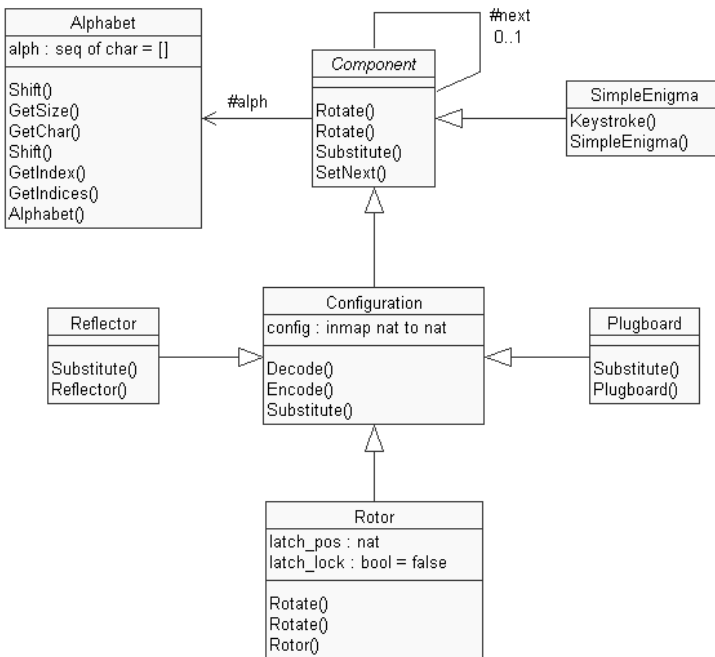 Alphabet
alph : seq of char = []
Shift()
GetSize()
GetChar()
Shift()
GetIndex()
GetIndices()
Alphabet()
#alph
#next
0..1
Component
Rotate()
Rotate()
Substitute()
SetNext()
SimpleEnigma
Keystroke()
SimpleEnigma()
Configuration
config : inmap nat to nat
Decode()
Encode()
Substitute()
Reflector
Substitute()
Reflector()
Plugboard
Substitute()
Plugboard()
Rotor
latch_pos : nat
latch_lock : bool = false
Rotate()
Rotate()
Rotor()